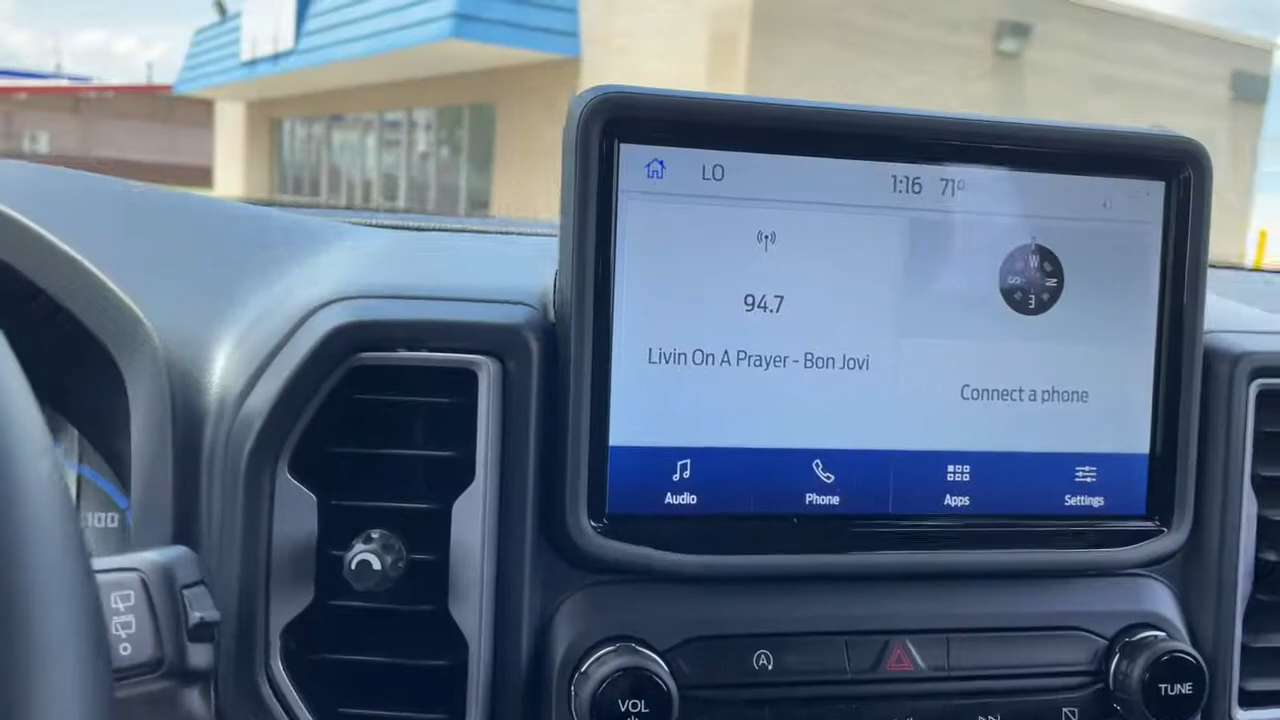 LO
1:16 71°
94.7
Livin On A Prayer - Bon Jovi
W
N
S
E
Connect a phone
Audio
Phone
Apps
Settings
100
A
VOL
TUNE